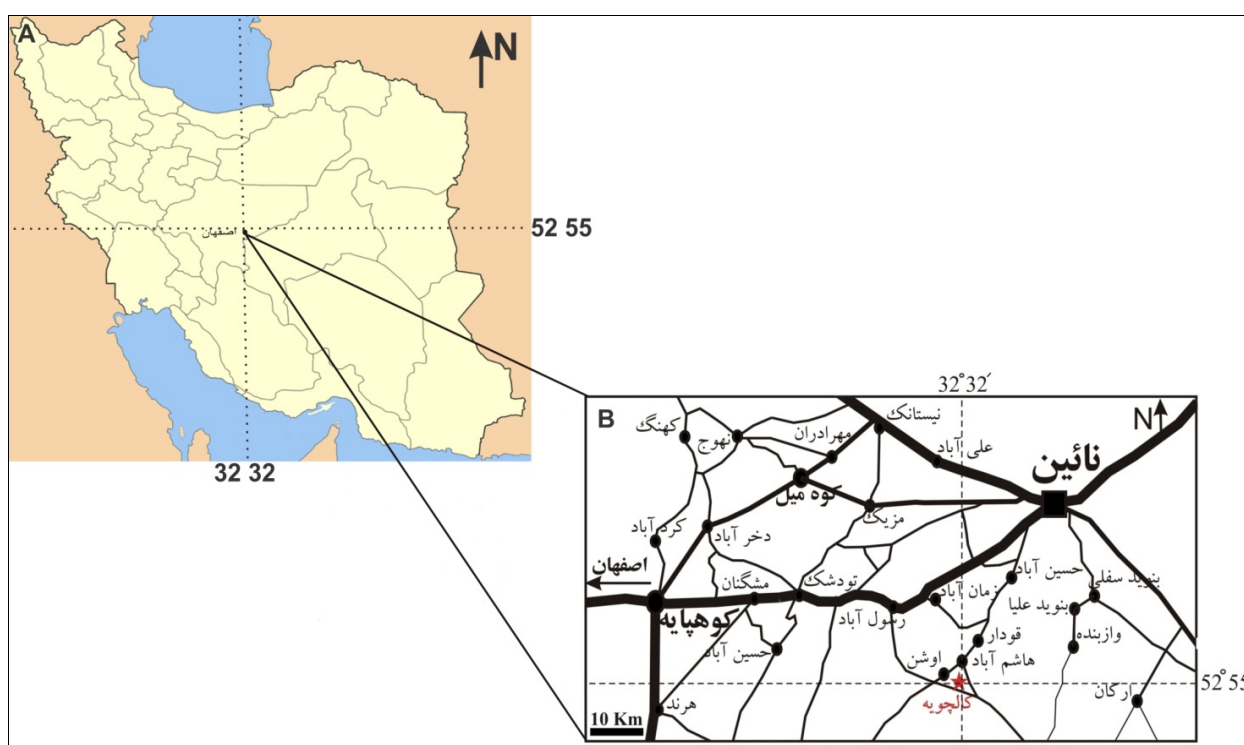 A
N
اصفهان
52 55
32 32
32°32′
B
N
نیستانک
کهنگ
نهوج
مهرادران
علی آباد
نائین
کوه میل
مزیک
کرد آباد
دخر آباد
اصفهان
مشگنان
تودشک
حسین آباد
بنوید سفلی
زمان آباد
بنوید علیا
کوهپایه
رسول آباد
قودار
وازبنده
حسین آباد
اوشن
هاشم آباد
52°55
کالچویه
ارکان
هرند
10 Km